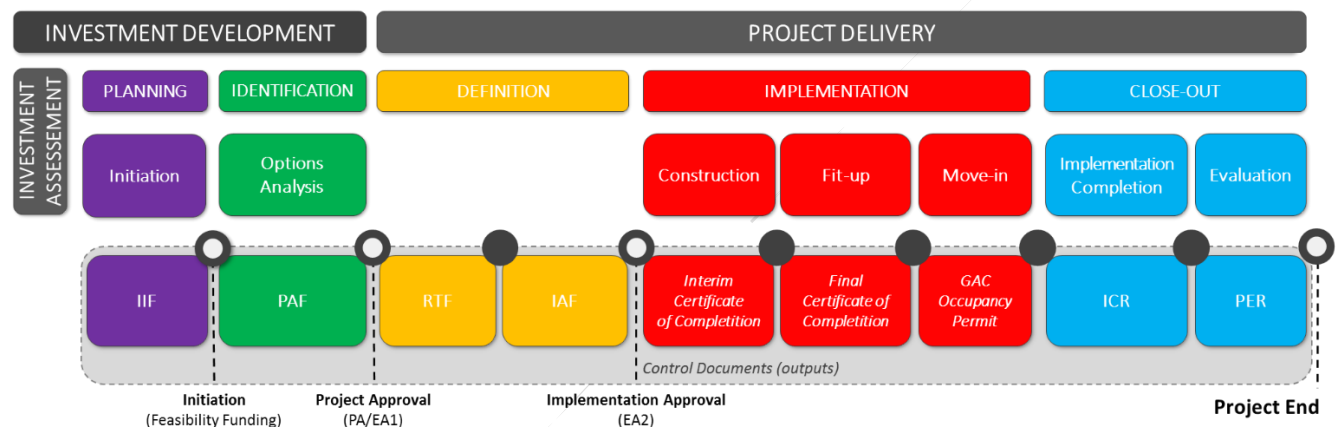 INVESTMENT DEVELOPMENT
PROJECT DELIVERY
INVESTMENT
ASSESSEMENT
PLANNING
IDENTIFICATION
DEFINITION
IMPLEMENTATION
CLOSE-OUT
Initiation
Options
Analysis
Construction
Fit-up
Move-in
Implementation
Completion
Evaluation
IIF
PAF
RTF
IAF
Interim
Certificate
of Completition
Final
Certificate of
Completition
GAC
Occupancy
Permit
ICR
PER
Control Documents (outputs)
Initiation
(Feasibility Funding)
Project Approval
(PA/EA1)
Implementation Approval
(EA2)
Project End